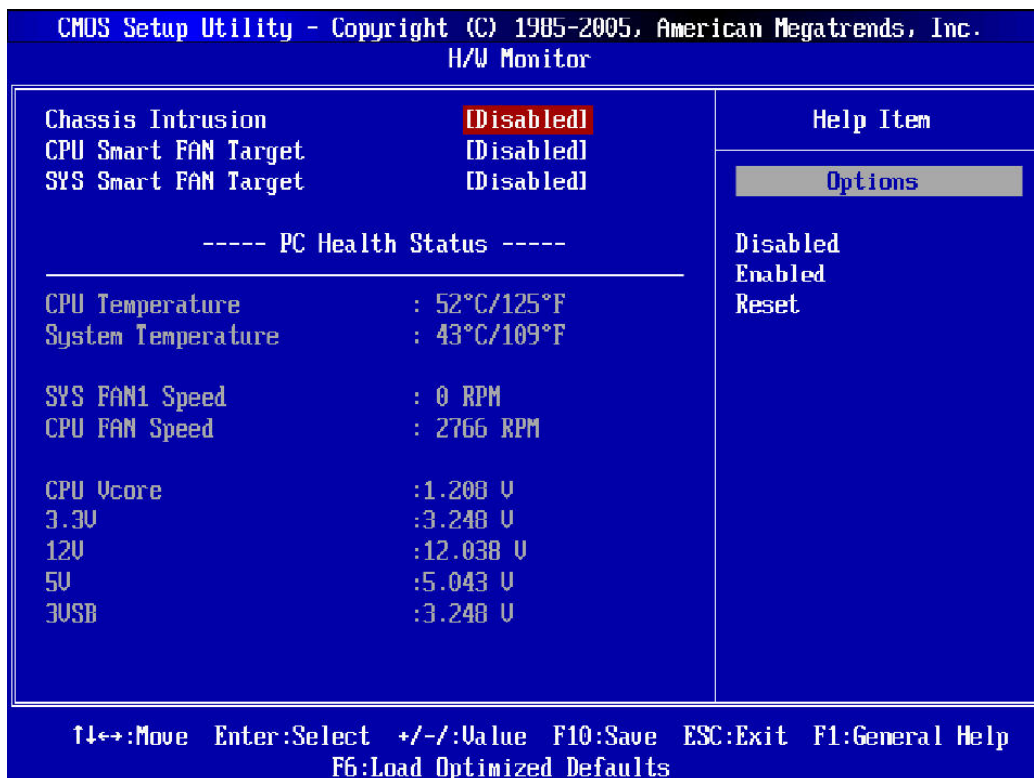 CMOS Setup Utility - Copyright (C) 1985-2005, American Megatrends, Inc.
H/W Monitor
Chassis Intrusion [Disabled]
CPU Smart FAN Target [Disabled]
SYS Smart FAN Target [Disabled]
----- PC Health Status -----
CPU Temperature : 52°C/125°F
System Temperature : 43°C/109°F
SYS FAN1 Speed : 0 RPM
CPU FAN Speed : 2766 RPM
CPU Vcore :1.208 V
3.3V :3.248 V
12V :12.038 V
5V :5.043 V
3VSB :3.248 V
Help Item
Options
Disabled
Enabled
Reset
↑↓←→:Move Enter:Select +/-/:Value F10:Save ESC:Exit F1:General Help
F6:Load Optimized Defaults